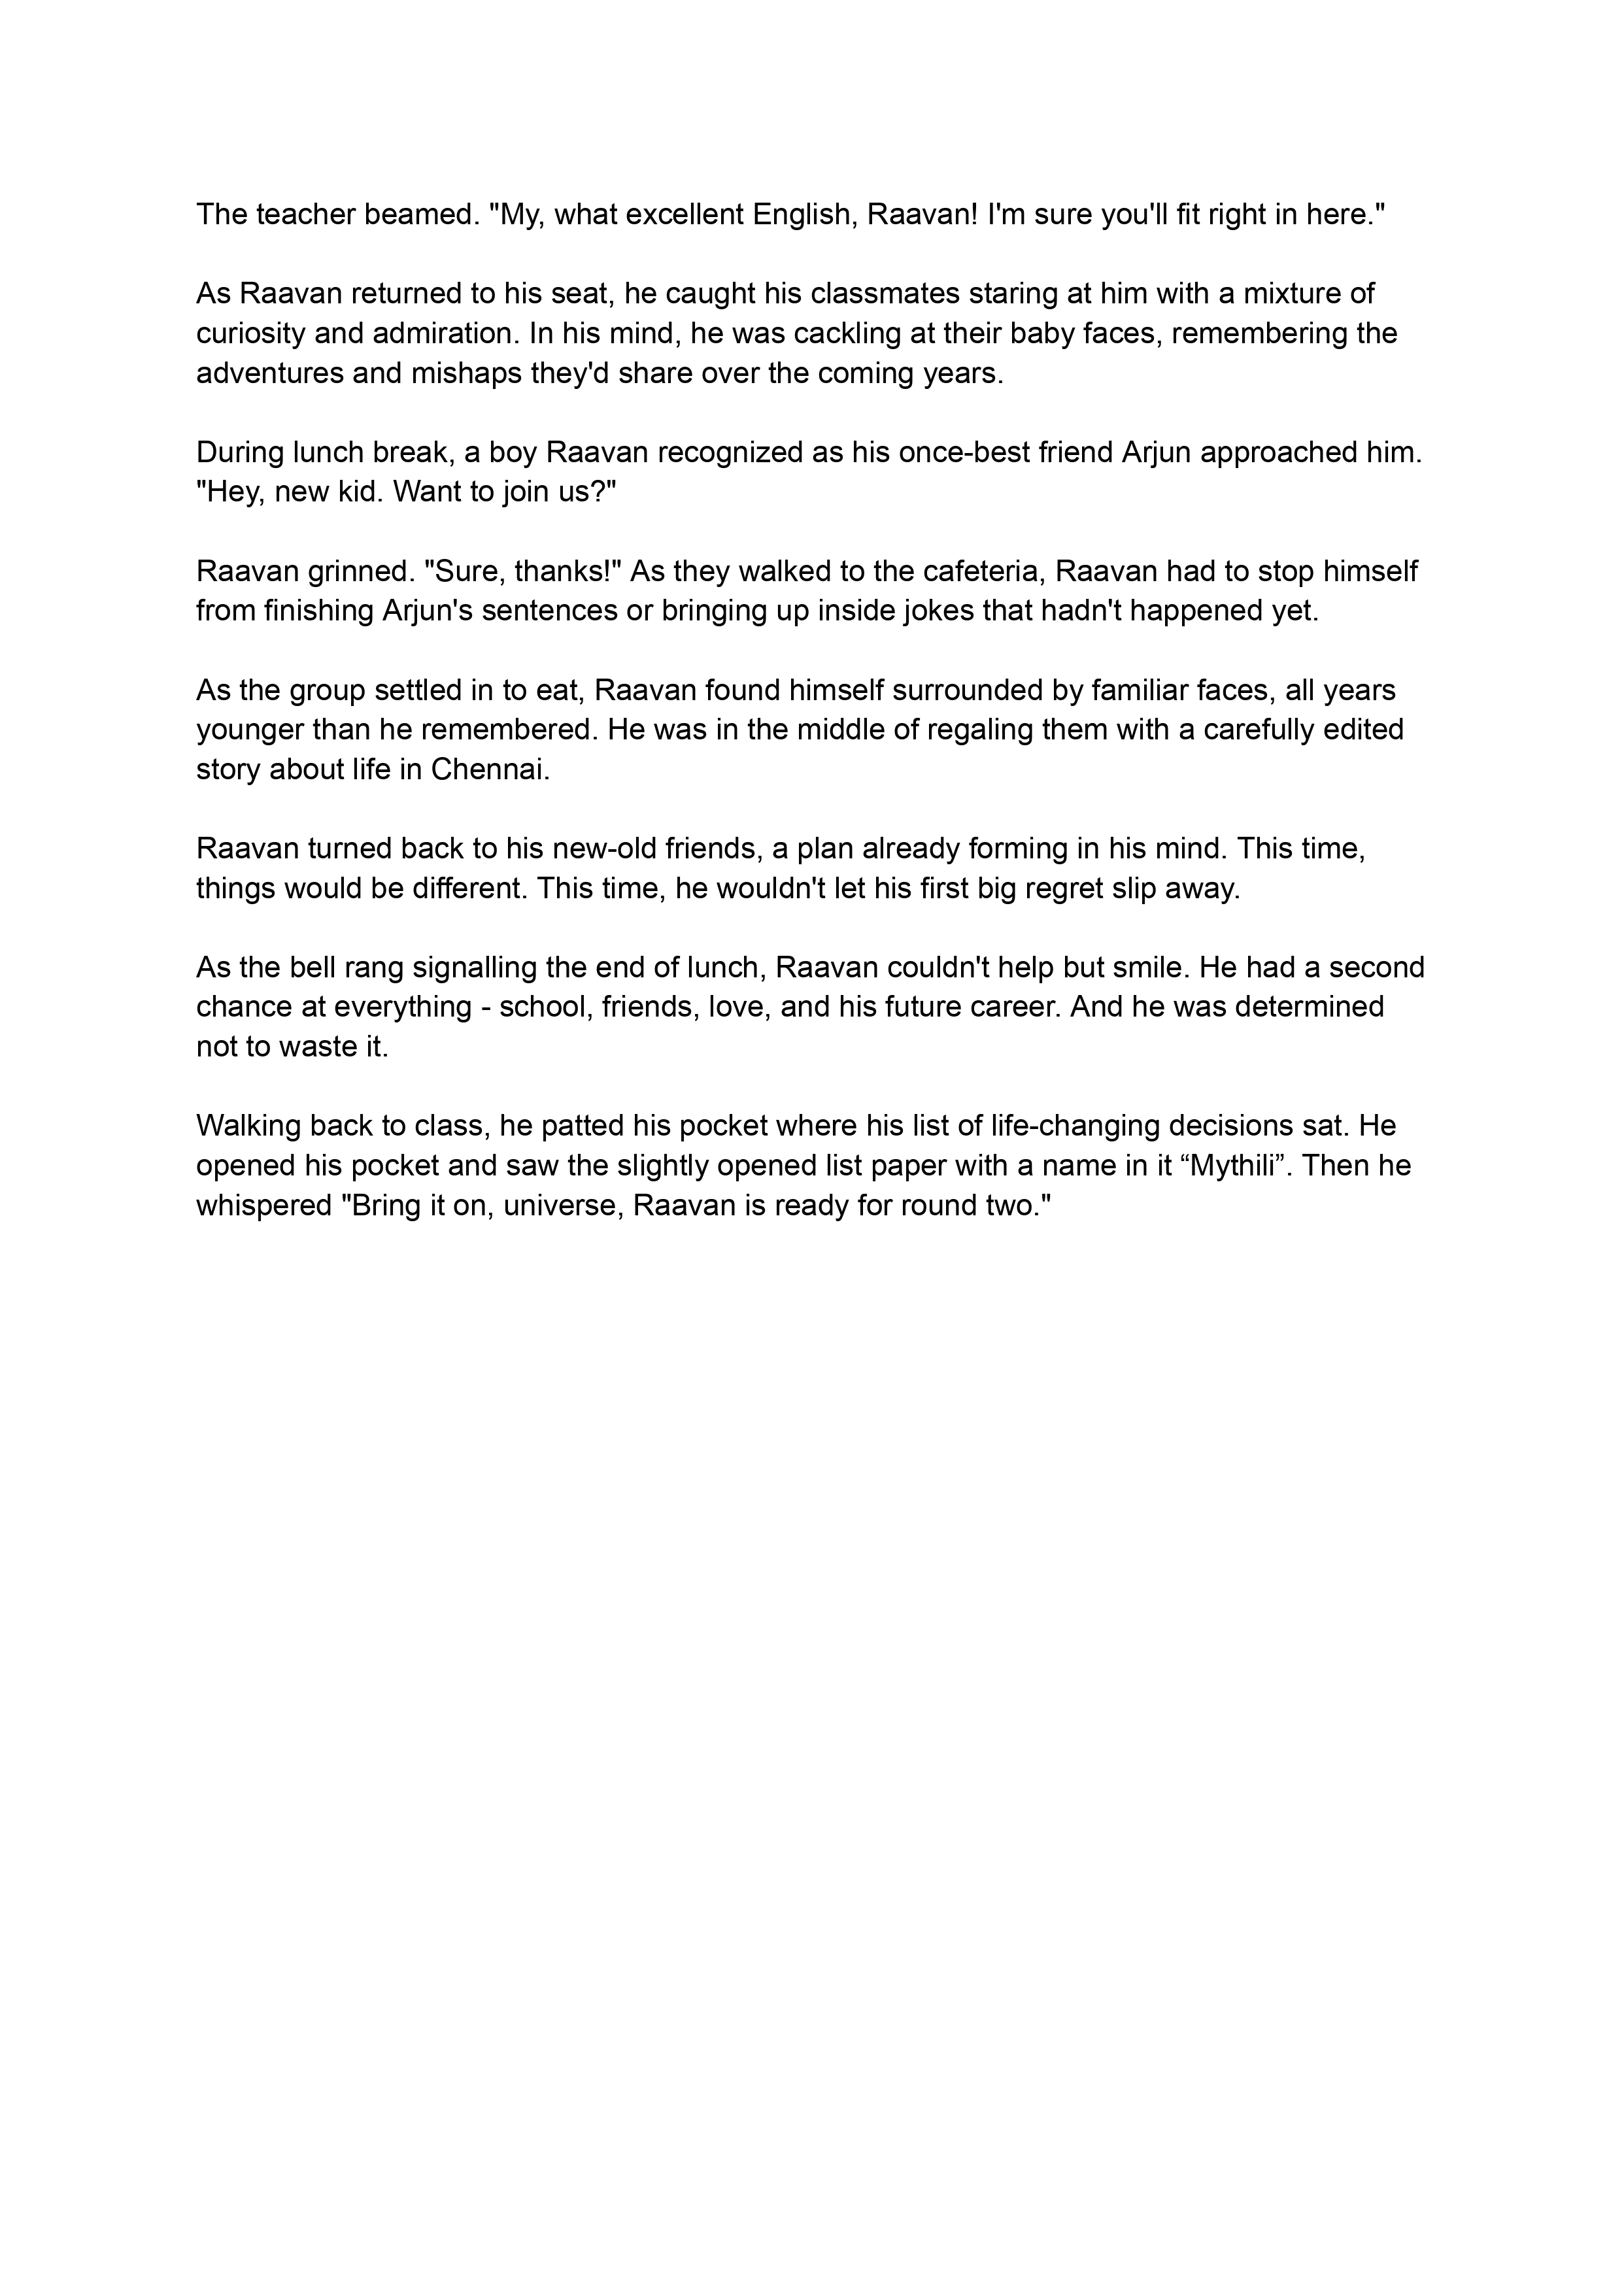 The teacher beamed. "My, what excellent English, Raavan! I'm sure you'll fit right in here."
As Raavan returned to his seat, he caught his classmates staring at him with a mixture of
curiosity and admiration. In his mind, he was cackling at their baby faces, remembering the
adventures and mishaps they'd share over the coming years.
During lunch break, a boy Raavan recognized as his once-best friend Arjun approached him.
"Hey, new kid. Want to join us?"
Raavan grinned. "Sure, thanks!" As they walked to the cafeteria, Raavan had to stop himself
from finishing Arjun's sentences or bringing up inside jokes that hadn't happened yet.
As the group settled in to eat, Raavan found himself surrounded by familiar faces, all years
younger than he remembered. He was in the middle of regaling them with a carefully edited
story about life in Chennai.
Raavan turned back to his new-old friends, a plan already forming in his mind. This time,
things would be different. This time, he wouldn't let his first big regret slip away.
As the bell rang signalling the end of lunch, Raavan couldn't help but smile. He had a second
chance at everything - school, friends, love, and his future career. And he was determined
not to waste it.
Walking back to class, he patted his pocket where his list of life-changing decisions sat. He
opened his pocket and saw the slightly opened list paper with a name in it “Mythili”. Then he
whispered "Bring it on, universe, Raavan is ready for round two."